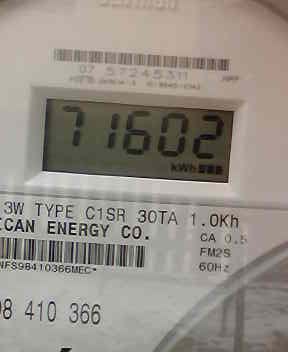 07 57245311
71602
kWh
3W TYPE C1SR 30TA 1.0Kh
ICAN ENERGY CO.
CA 0.5
FM2S
NFS98410366MEC*
60Hz
98 410 366